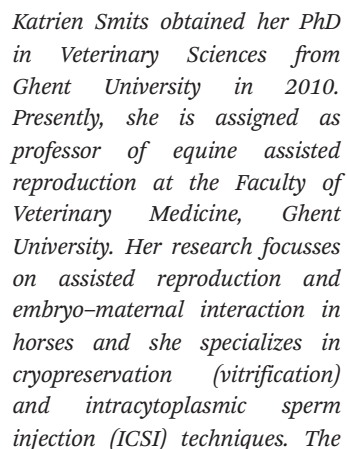 Katrien Smits obtained her PhD
in Veterinary Sciences from
Ghent University in 2010.
Presently, she is assigned as
professor of equine assisted
reproduction at the Faculty of
Veterinary Medicine, Ghent
University. Her research focusses
on assisted reproduction and
embryo–maternal interaction in
horses and she specializes in
cryopreservation (vitrification)
and intracytoplasmic sperm
injection (ICSI) techniques. The